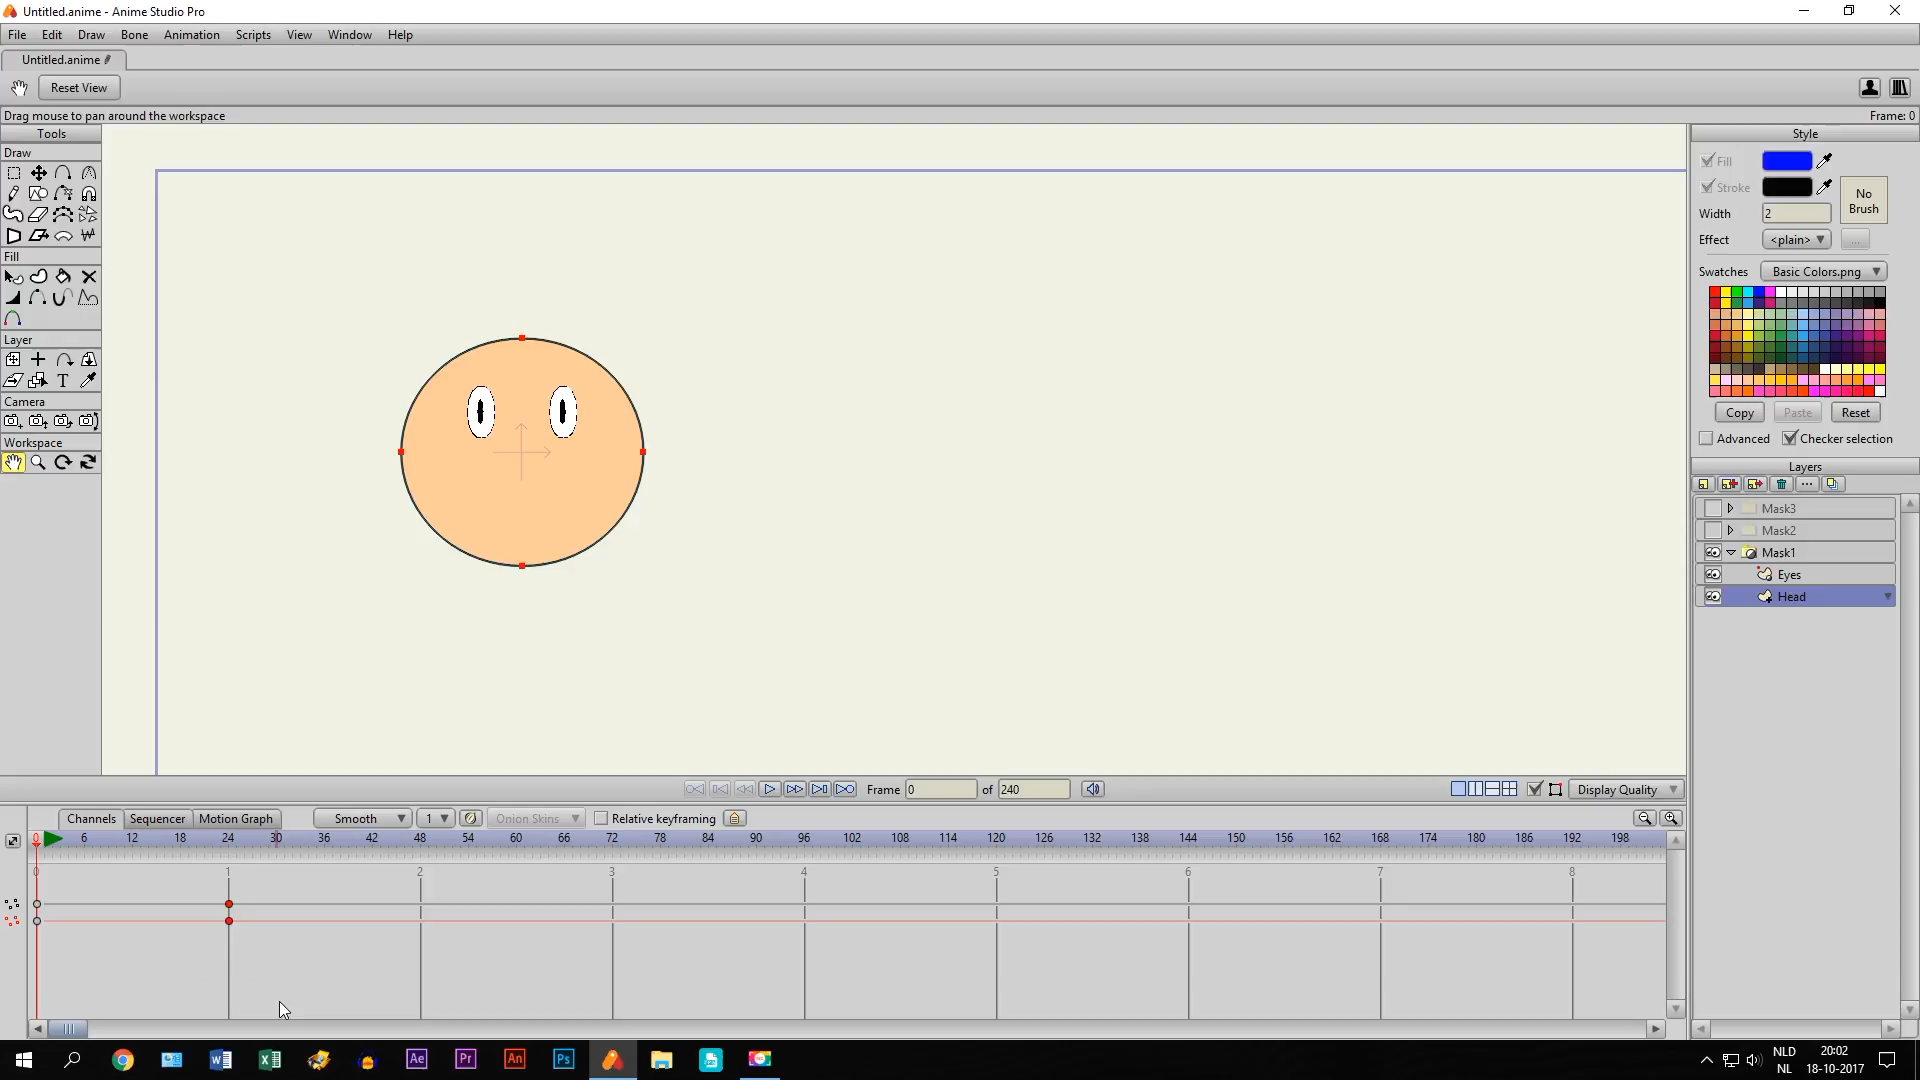 Untitled.anime - Anime Studio Pro
File Edit Draw Bone Animation Scripts View Window Help
Untitled.anime
Reset View
Drag mouse to pan around the workspace Frame: 0
Tools
Draw
Fill
Layer
T
Camera
Workspace
Style
Fill
Stroke
No
Brush
Width 2
Effect <plain> ...
Swatches Basic Colors.png
Copy Paste Reset
Advanced Checker selection
Layers
Mask3
Mask2
Mask1
Eyes
Head
Frame 0 of 240 Display Quality
Channels Sequencer Motion Graph Smooth 1 Onion Skins Relative keyframing
0 6 12 18 24 30 36 42 48 54 60 66 72 78 84 90 96 102 108 114 120 126 132 138 144 150 156 162 168 174 180 186 192 198
0 1 2 3 4 5 6 7 8
Ae Pr An Ps
NLD 20:02
NL 18-10-2017